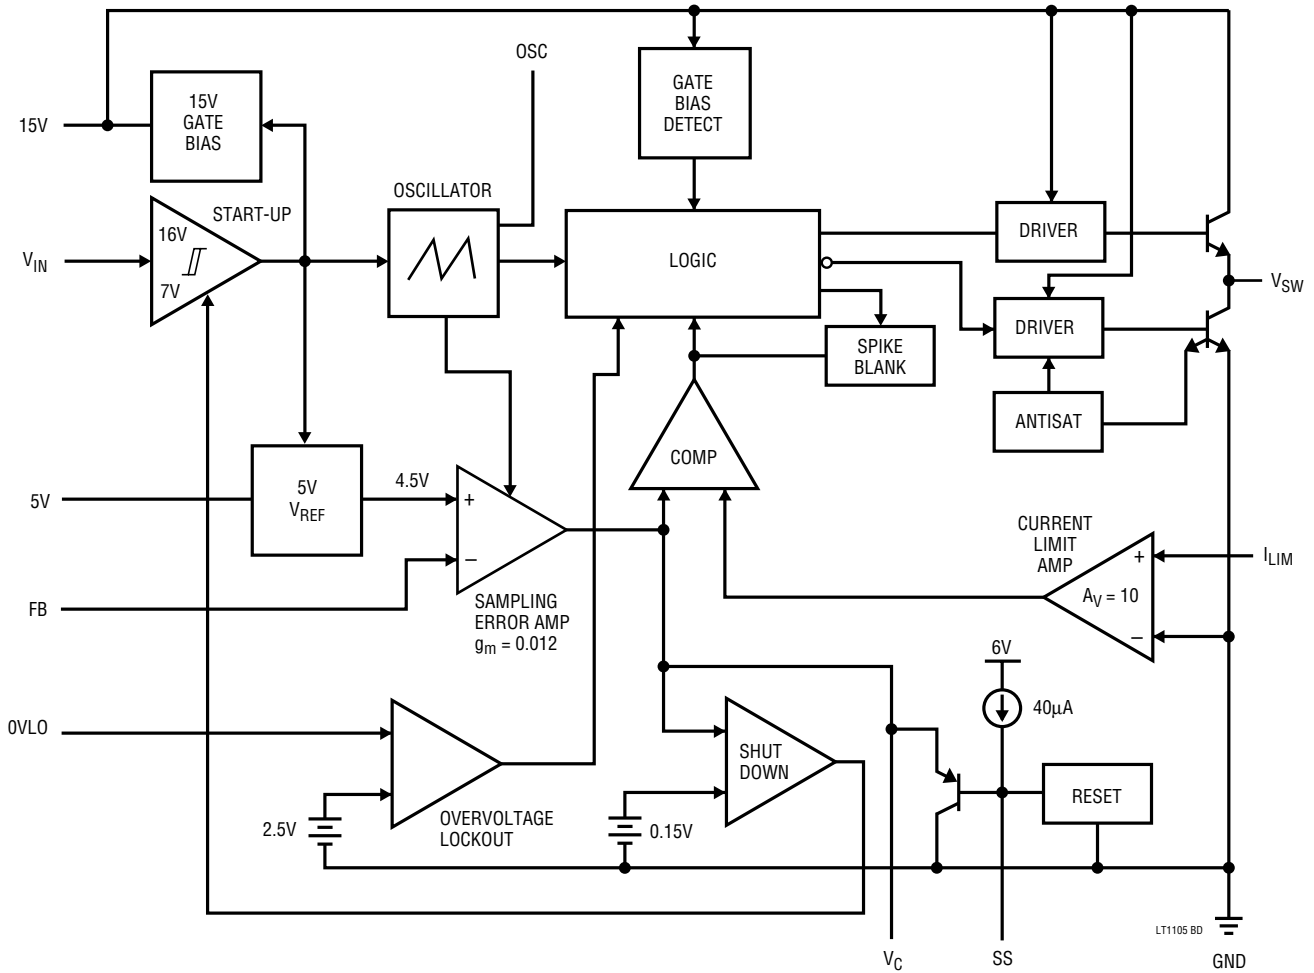 OSC
15V
15V
GATE
BIAS
GATE
BIAS
DETECT
OSCILLATOR
START-UP
16V
7V
VIN
LOGIC
DRIVER
VSW
DRIVER
SPIKE
BLANK
ANTISAT
COMP
5V
5V
VREF
4.5V
+
–
FB
SAMPLING
ERROR AMP
gm = 0.012
CURRENT
LIMIT
AMP
+
AV = 10
–
ILIM
6V
40µA
0VLO
2.5V
OVERVOLTAGE
LOCKOUT
SHUT
DOWN
0.15V
RESET
LT1105 BD
VC
SS
GND